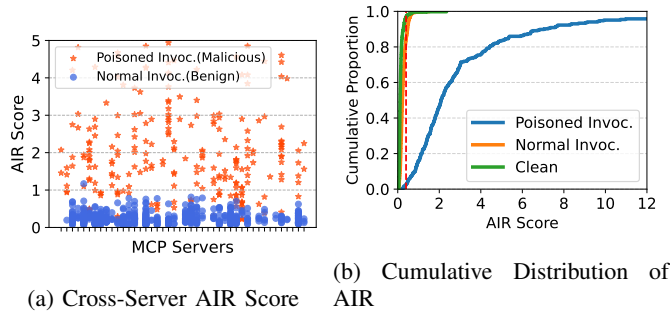 5
4
3
2
1
0
AIR Score
Poisoned Invoc.(Malicious)
Normal Invoc.(Benign)
MCP Servers
(a) Cross-Server AIR Score
1.0
0.8
0.6
0.4
0.2
0.0
Cumulative Proportion
Poisoned Invoc.
Normal Invoc.
Clean
0 2 4 6 8 10 12
AIR Score
(b) Cumulative Distribution of
AIR